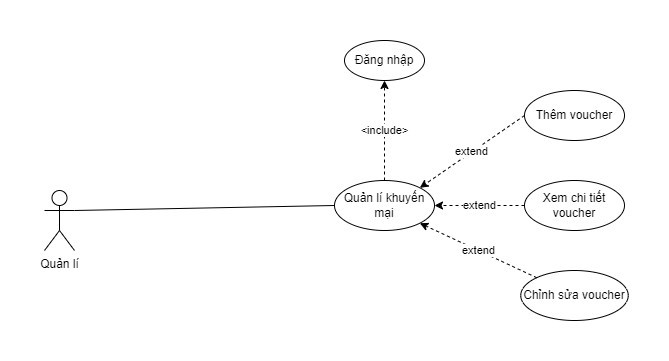 Đăng nhập
<include>
Thêm voucher
extend
Quản lí khuyến
mại
extend
Xem chi tiết
voucher
extend
Quản lí
Chỉnh sửa voucher